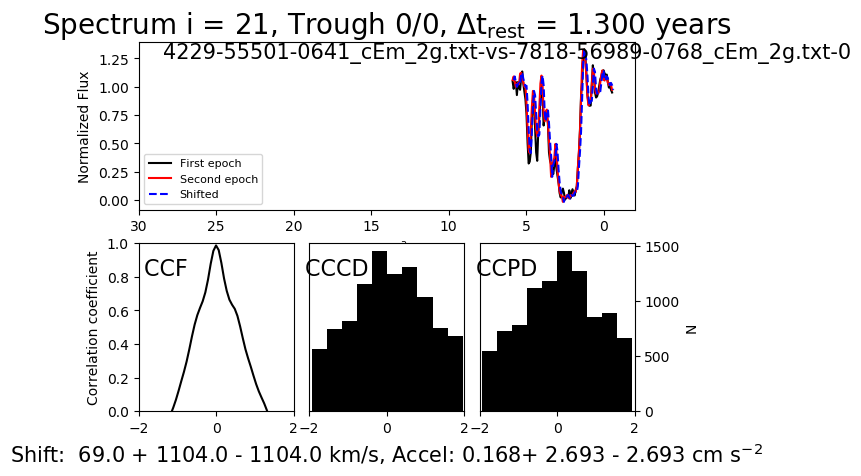 Spectrum i = 21, Trough 0/0, Δt_rest = 1.300 years
4229-55501-0641_cEm_2g.txt-vs-7818-56989-0768_cEm_2g.txt-0
Normalized Flux
1.25
1.00
0.75
0.50
0.25
0.00
First epoch
Second epoch
Shifted
30 25 20 15 10 5 0
Correlation coefficient
1.0
0.8
0.6
0.4
0.2
0.0
CCF
CCCD
CCPD
1500
1000
500
0
N
−2 0 2
−2 0 2
−2 0 2
Shift:  69.0 + 1104.0 - 1104.0 km/s, Accel: 0.168+ 2.693 - 2.693 cm s⁻²